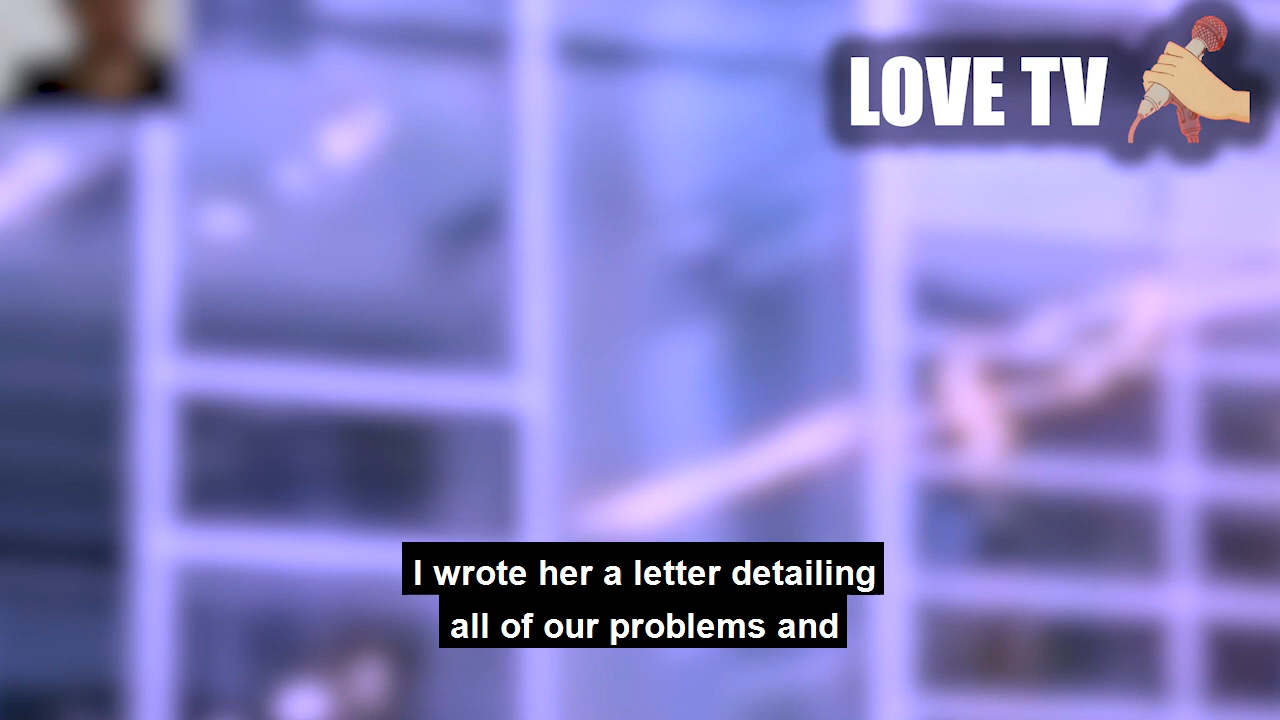 LOVE TV
I wrote her a letter detailing
all of our problems and